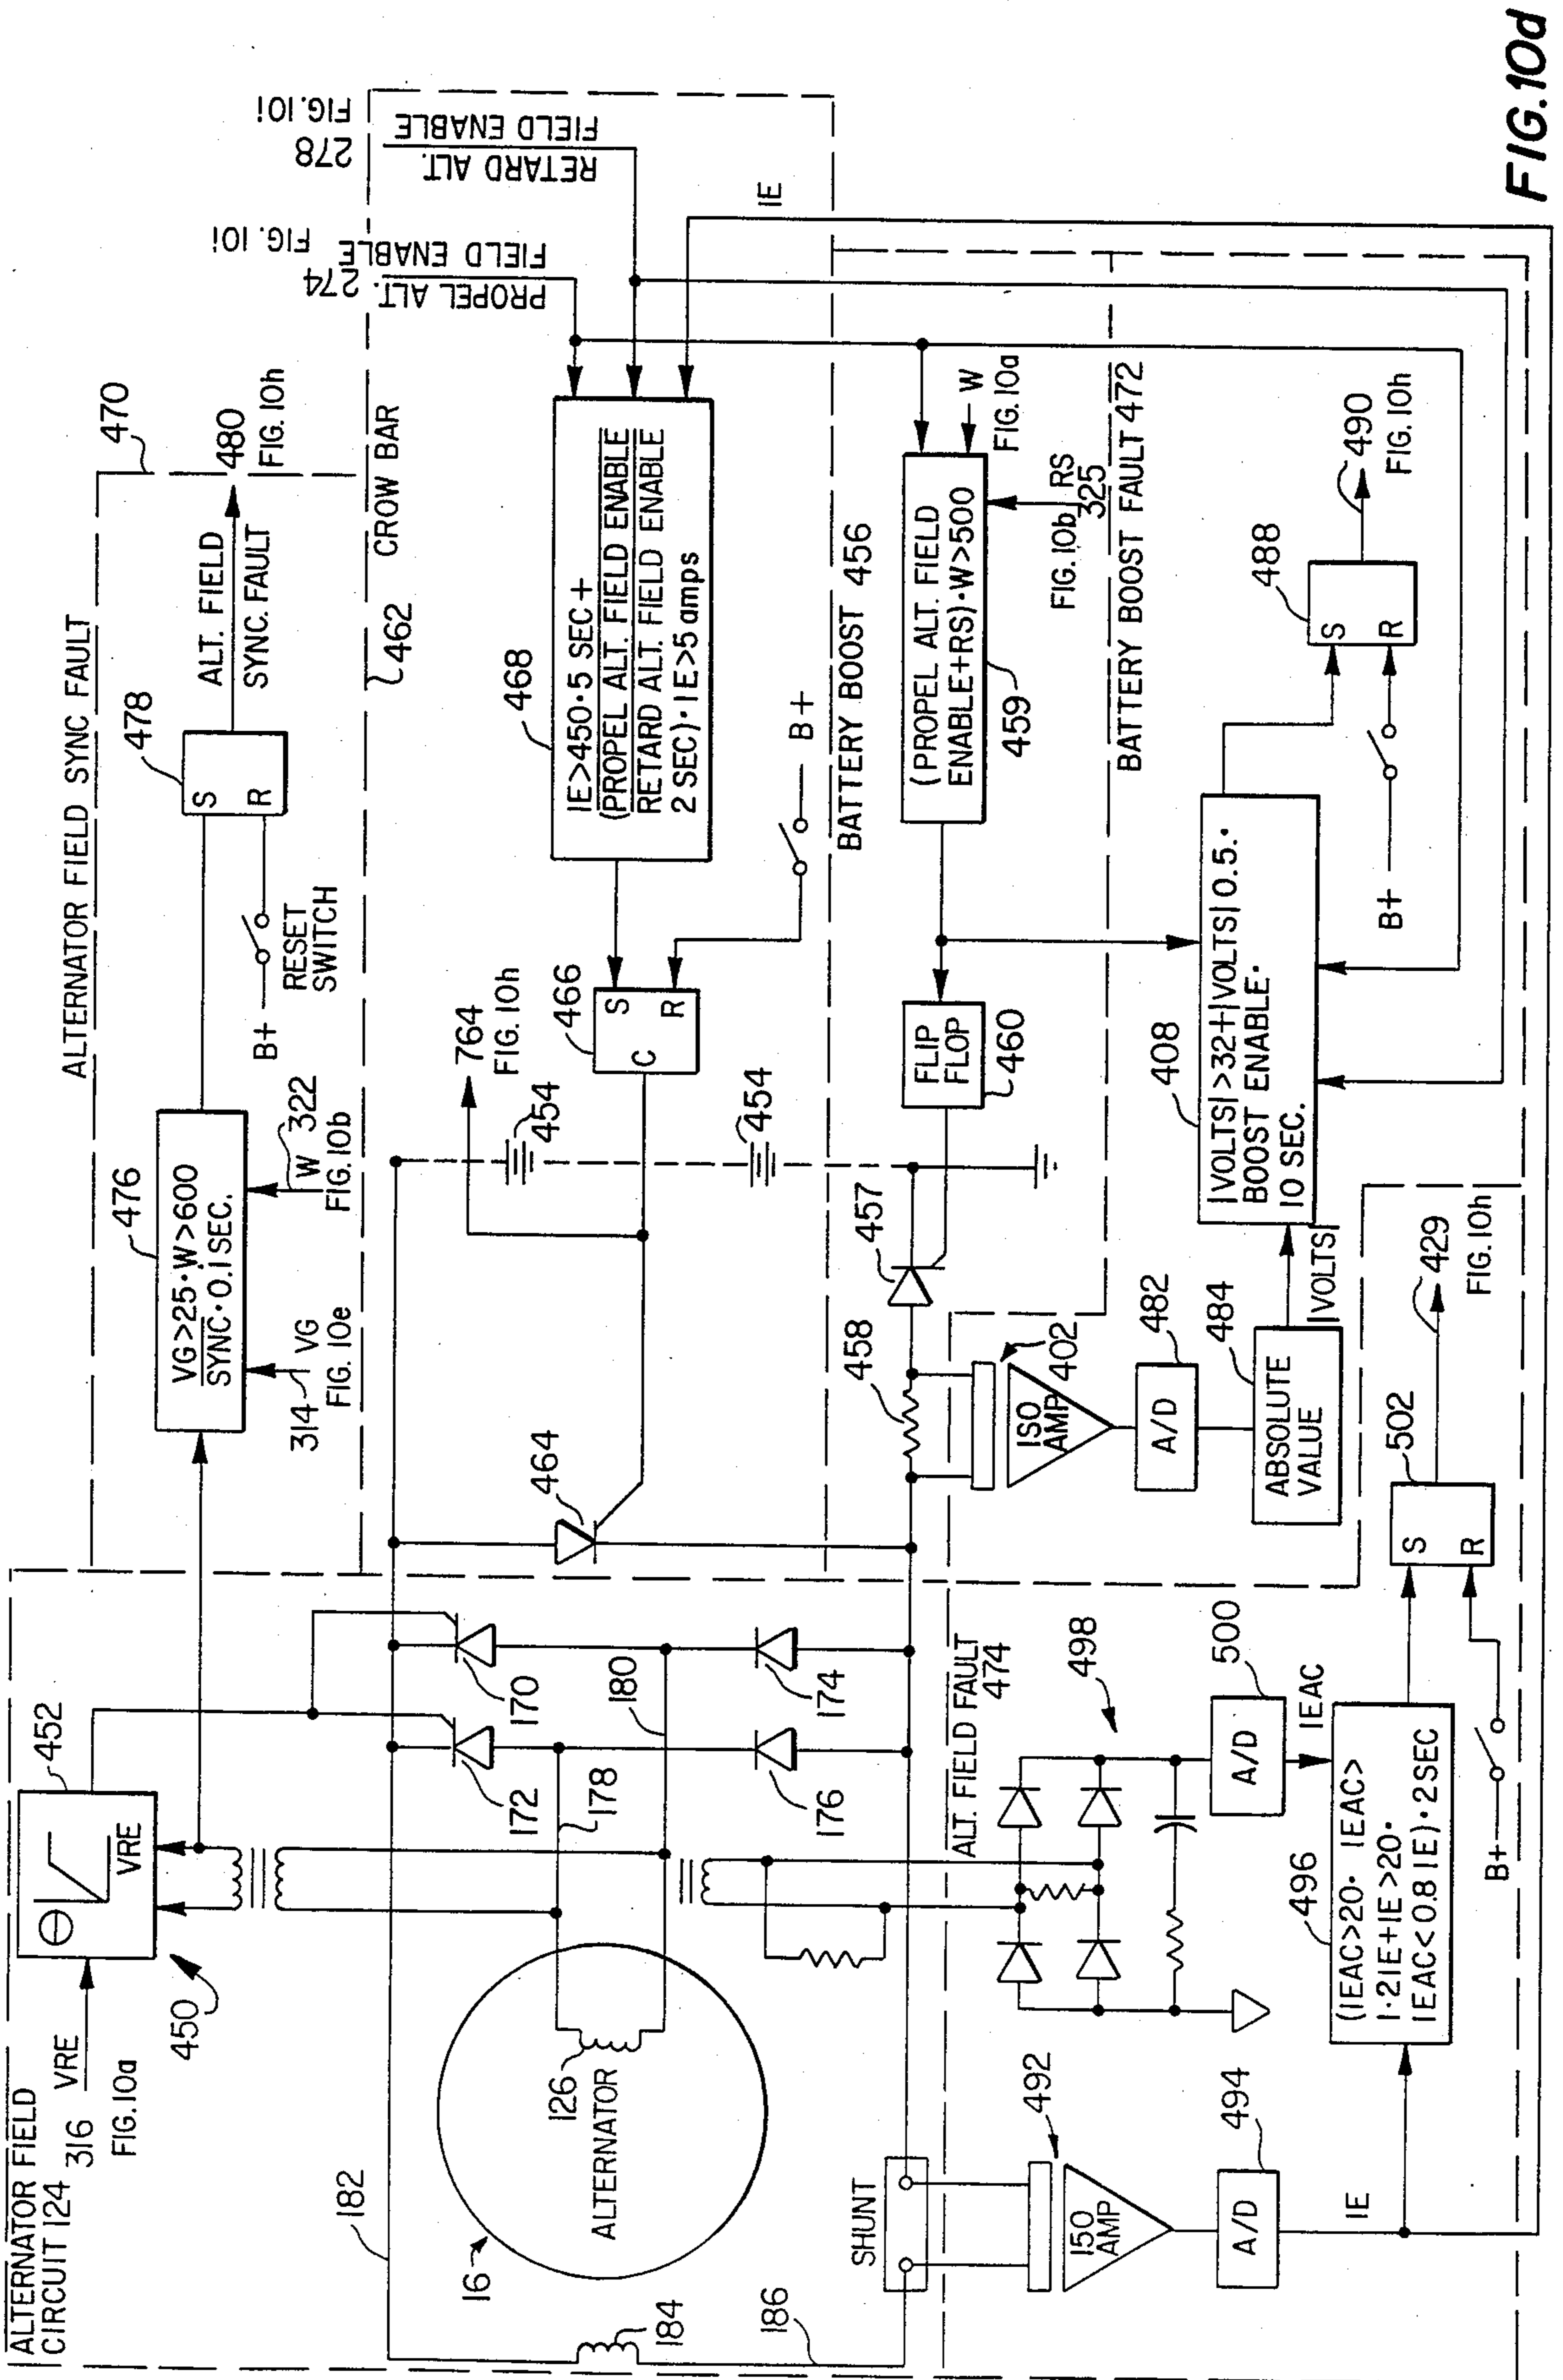 ALTERNATOR FIELD
CIRCUIT 124
316 VRE
FIG.10a
450
452
VRE
ALTERNATOR FIELD SYNC FAULT
470
476
VG>25·W>600
SYNC·0.1 SEC.
314 VG
FIG. 10e
W 322
FIG. 10b
B+
RESET
SWITCH
478
S
R
ALT. FIELD
SYNC. FAULT
480
FIG. 10h
462
CROW BAR
182
16
ALTERNATOR
126
184
186
172
170
178
180
176
174
464
764
FIG. 10h
454
454
466
S
C
R
468
IE>450·5 SEC+
(PROPEL ALT. FIELD ENABLE
RETARD ALT. FIELD ENABLE
2 SEC)·IE>5 amps
B+
274
PROPEL ALT.
FIELD ENABLE
FIG. 10i
278
RETARD ALT.
FIELD ENABLE
FIG. 10i
IE
BATTERY BOOST 456
457
458
FLIP
FLOP
460
(PROPEL ALT. FIELD
ENABLE+RS)·W>500
459
W
FIG. 10a
FIG. 10b RS
325
BATTERY BOOST FAULT 472
ISO
AMP
402
A/D
482
484
ABSOLUTE
VALUE
|VOLTS|
408
|VOLTS|>32+|VOLTS|0.5.·
BOOST ENABLE·
10 SEC.
488
S
R
B+
490
FIG. 10h
SHUNT
ALT. FIELD FAULT
474
492
150
AMP
A/D
494
IE
498
A/D
500
IEAC
496
(IEAC>20· IEAC>
1·2IE+IE>20·
IEAC<0.8 IE)·2SEC
502
S
R
B+
429
FIG. 10h
FIG.10d